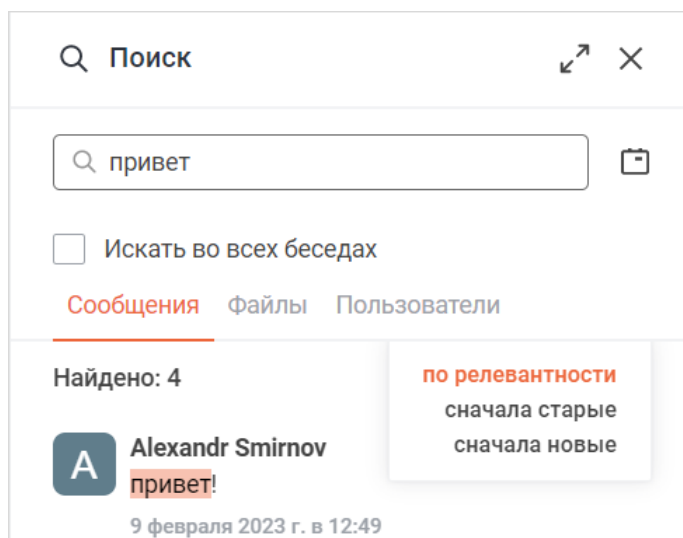 Поиск
привет
Искать во всех беседах
Сообщения Файлы Пользователи
Найдено: 4
по релевантности
сначала старые
сначала новые
A
Alexandr Smirnov
привет!
9 февраля 2023 г. в 12:49